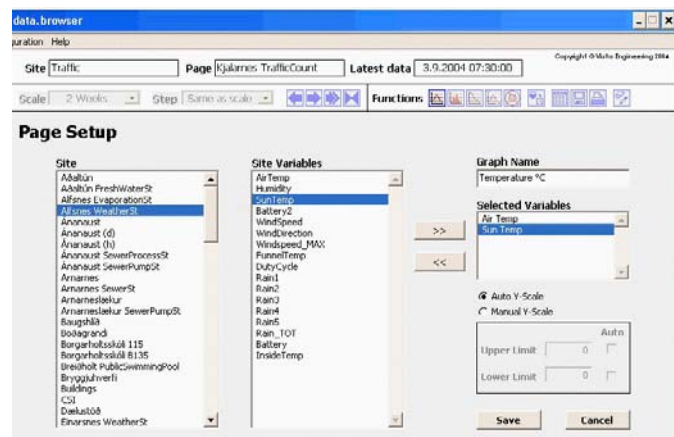 data.browser
guration Help
Site Traffic Page Kjalarnes TrafficCount Latest data 3.9.2004 07:30:00
Copyright © Vista Engineering 2004
Scale 2 Weeks Step Same as scale Functions
Page Setup
Site
Aðaltún
Aðaltún FreshWaterSt
Alfsnes EvaporationSt
Alfsnes WeatherSt
Ánanaust
Ánanaust (d)
Ánanaust (h)
Ánanaust SewerProcessSt
Ánanaust SewerPumpSt
Arnarnes
Arnarnes SewerSt
Arnarneslækur
Arnarneslækur SewerPumpSt
Baugshlíð
Boðagrandi
Borgarholtsskóli 115
Borgarholtsskóli 8135
Breiðholt PublicSwimmingPool
Bryggjuhverfi
Buildings
CSI
Dælustöð
Einarsnes WeatherSt
Site Variables
AirTemp
Humidity
SunTemp
Battery2
WindSpeed
WindDirection
Windspeed_MAX
FunnelTemp
DutyCycle
Rain1
Rain2
Rain3
Rain4
Rain5
Rain_TOT
Battery
InsideTemp
>>
<<
Graph Name
Temperature °C
Selected Variables
Air Temp
Sun Temp
Auto Y-Scale
Manual Y-Scale
Auto
Upper Limit 0
Lower Limit 0
Save Cancel